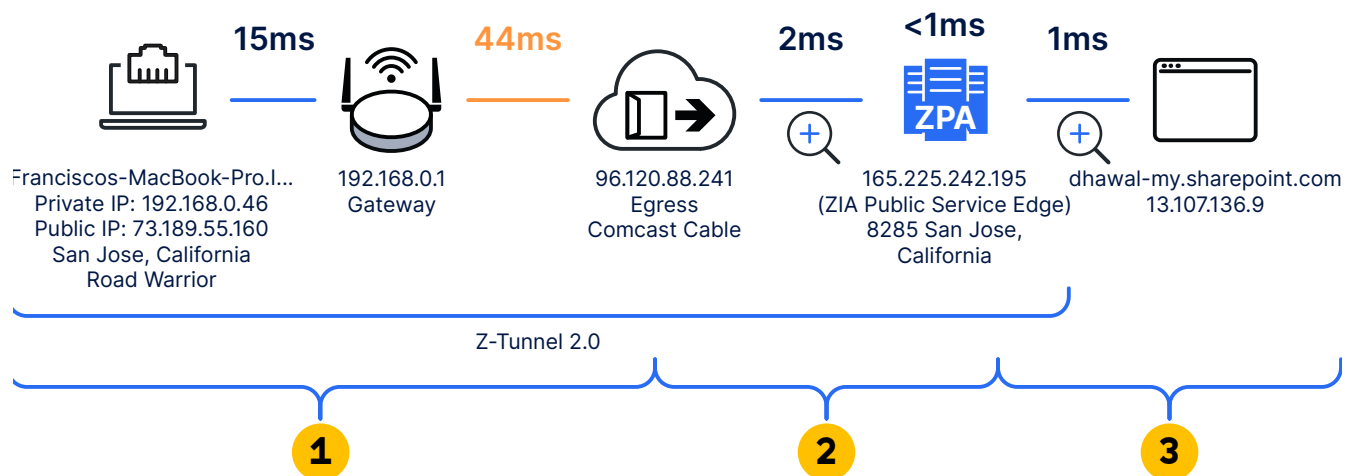 15ms
44ms
2ms
<1ms
1ms
ZPA
Franciscos-MacBook-Pro.l...
Private IP: 192.168.0.46
Public IP: 73.189.55.160
San Jose, California
Road Warrior
192.168.0.1
Gateway
96.120.88.241
Egress
Comcast Cable
165.225.242.195
(ZIA Public Service Edge)
8285 San Jose,
California
dhawal-my.sharepoint.com
13.107.136.9
Z-Tunnel 2.0
1
2
3